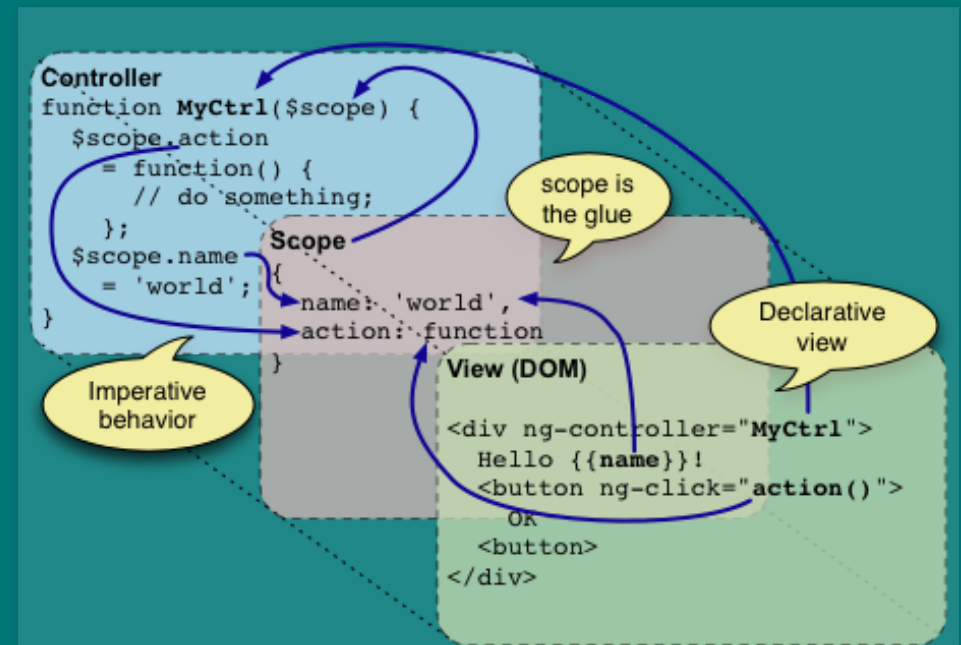 Controller
function MyCtrl($scope) {
$scope.action
= function() {
// do something;
};
$scope.name
= 'world';
}
Imperative
behavior
scope is
the glue
Scope
{
name: 'world',
action: function
}
Declarative
view
View (DOM)
<div ng-controller="MyCtrl">
Hello {{name}}!
<button ng-click="action()">
OK
<button>
</div>